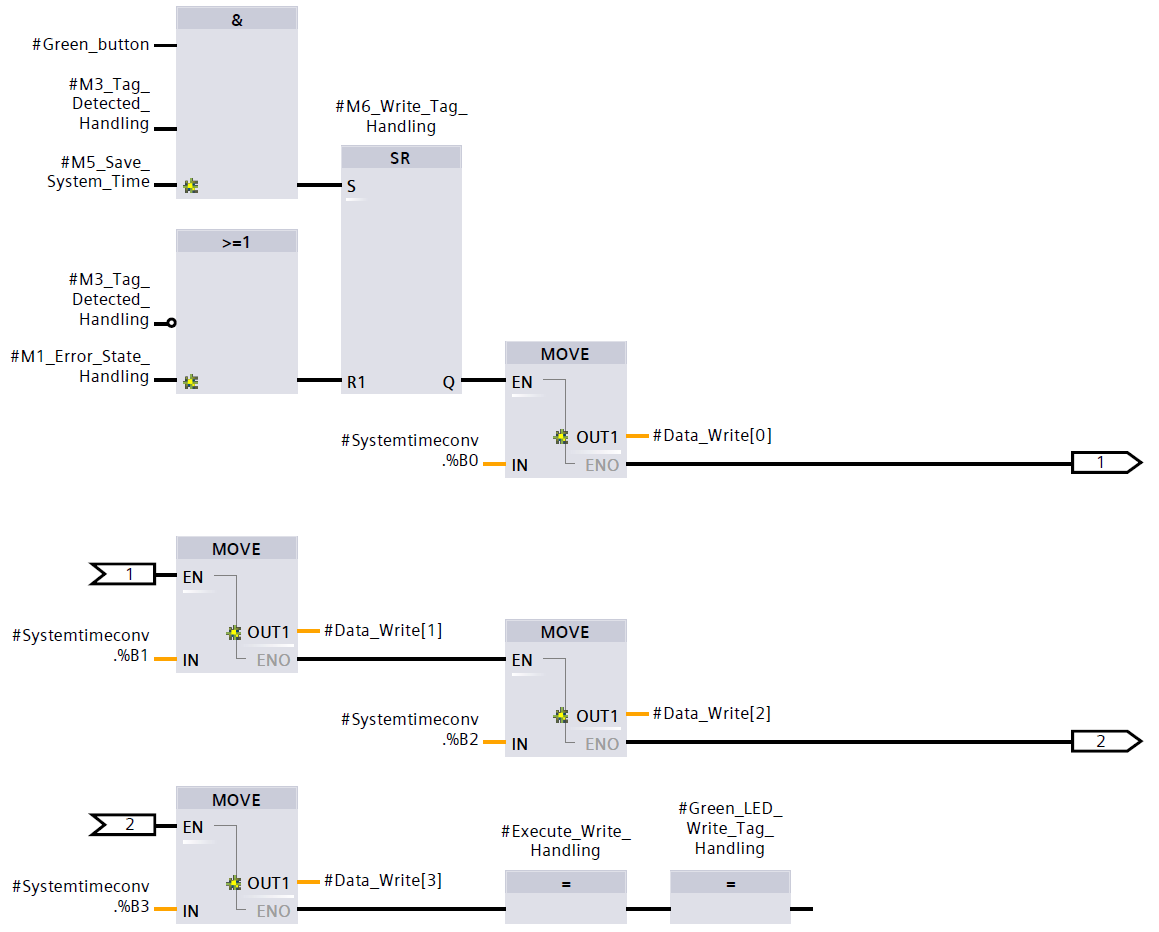 &
#Green_button
#M3_Tag_
Detected_
Handling
#M5_Save_
System_Time
#M6_Write_Tag_
Handling
SR
S
>=1
#M3_Tag_
Detected_
Handling
#M1_Error_State_
Handling
R1 Q
MOVE
EN
OUT1 #Data_Write[0]
#Systemtimeconv
.%B0
IN ENO
1
MOVE
1
EN
OUT1 #Data_Write[1]
#Systemtimeconv
.%B1
IN ENO
MOVE
EN
OUT1 #Data_Write[2]
#Systemtimeconv
.%B2
IN ENO
2
MOVE
2
EN
OUT1 #Data_Write[3]
#Systemtimeconv
.%B3
IN ENO
#Execute_Write_
Handling
=
#Green_LED_
Write_Tag_
Handling
=